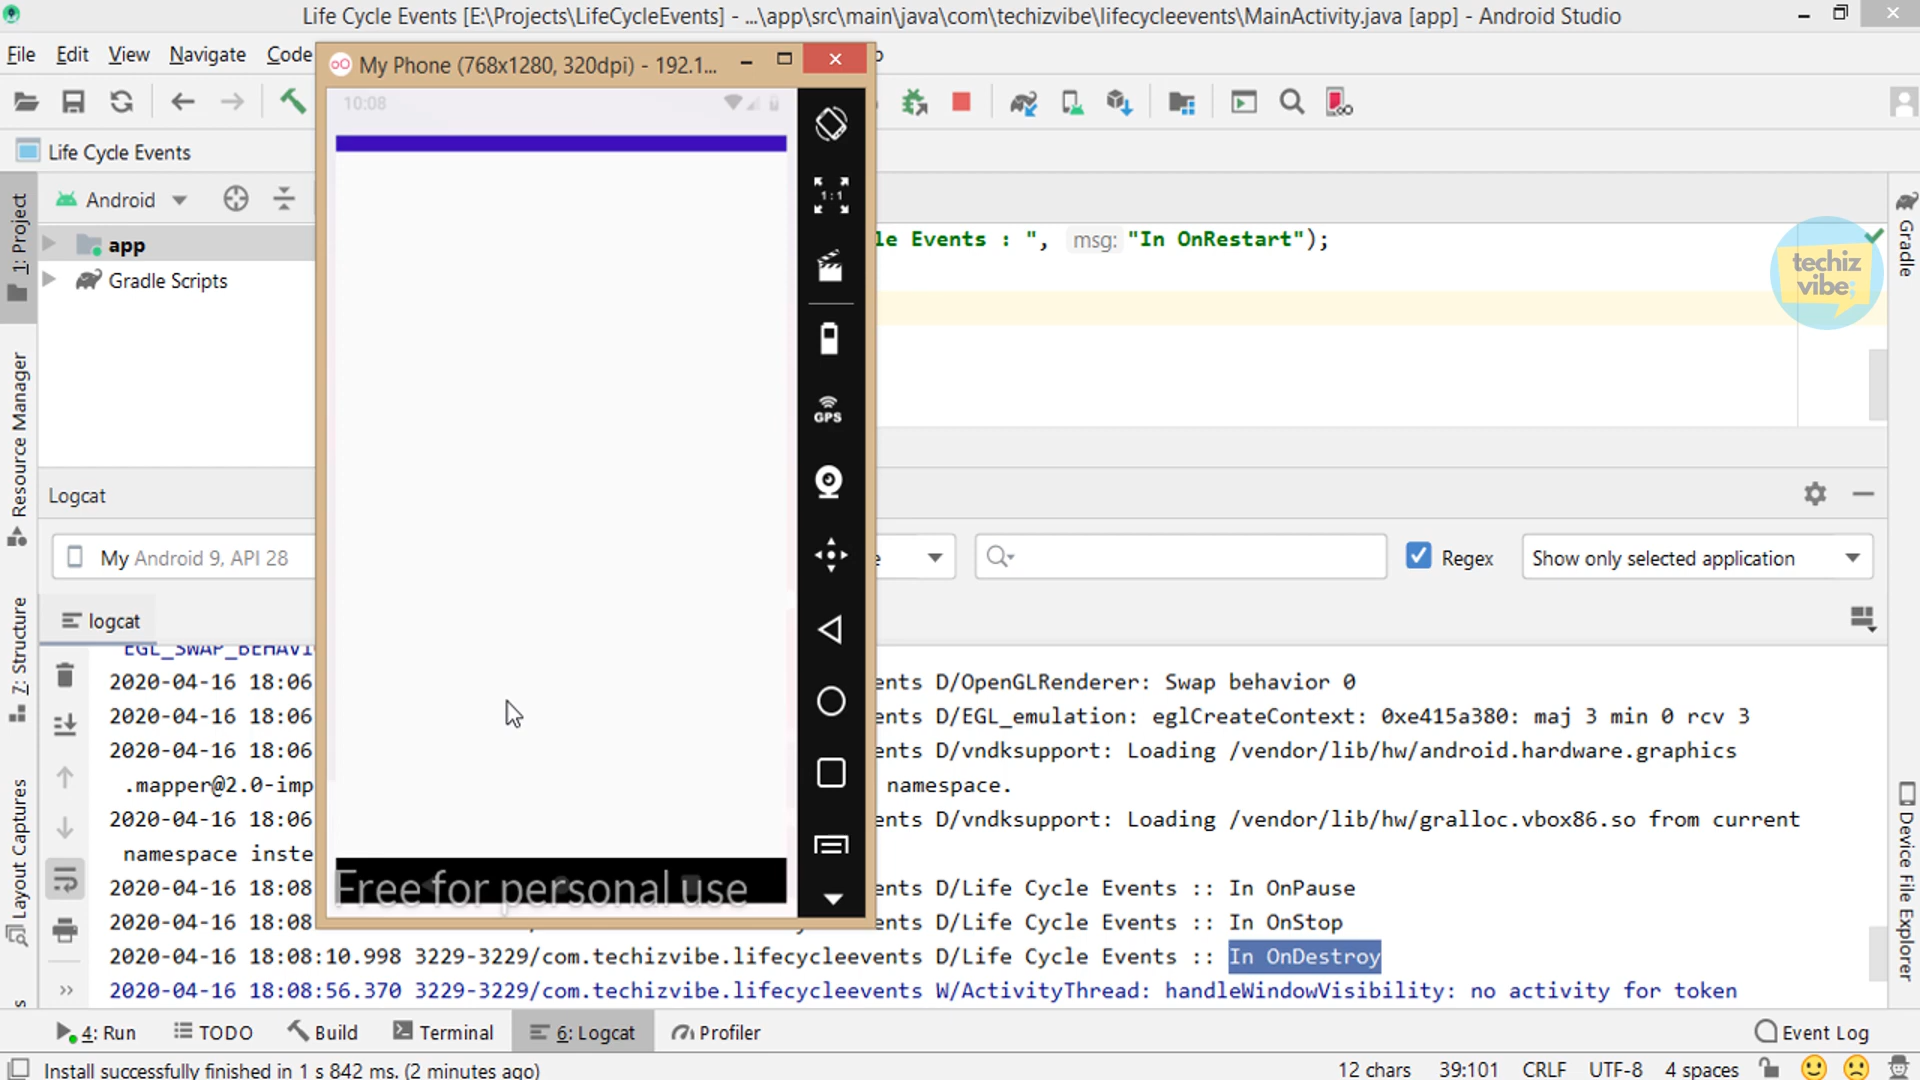 Life Cycle Events [E:\Projects\LifeCycleEvents] - ...\app\src\main\java\com\techizvibe\lifecycleevents\MainActivity.java [app] - Android Studio
File Edit View Navigate Code
My Phone (768x1280, 320dpi) - 192.1...
10:08
Life Cycle Events
Android
app
Gradle Scripts
1: Project
Resource Manager
7: Structure
Layout Captures
le Events : ", msg: "In OnRestart");
techiz
vibe;
Gradle
Device File Explorer
1:1
GPS
Logcat
My Android 9, API 28
e
Regex
Show only selected application
logcat
2020-04-16 18:06 ents D/OpenGLRenderer: Swap behavior 0
2020-04-16 18:06 ents D/EGL_emulation: eglCreateContext: 0xe415a380: maj 3 min 0 rcv 3
2020-04-16 18:06 ents D/vndksupport: Loading /vendor/lib/hw/android.hardware.graphics
.mapper@2.0-imp namespace.
2020-04-16 18:06 ents D/vndksupport: Loading /vendor/lib/hw/gralloc.vbox86.so from current
namespace inste
2020-04-16 18:08 ents D/Life Cycle Events :: In OnPause
2020-04-16 18:08 ents D/Life Cycle Events :: In OnStop
2020-04-16 18:08:10.998 3229-3229/com.techizvibe.lifecycleevents D/Life Cycle Events :: In OnDestroy
2020-04-16 18:08:56.370 3229-3229/com.techizvibe.lifecycleevents W/ActivityThread: handleWindowVisibility: no activity for token
Free for personal use
4: Run TODO Build Terminal 6: Logcat Profiler Event Log
Install successfully finished in 1 s 842 ms. (2 minutes ago) 12 chars 39:101 CRLF UTF-8 4 spaces